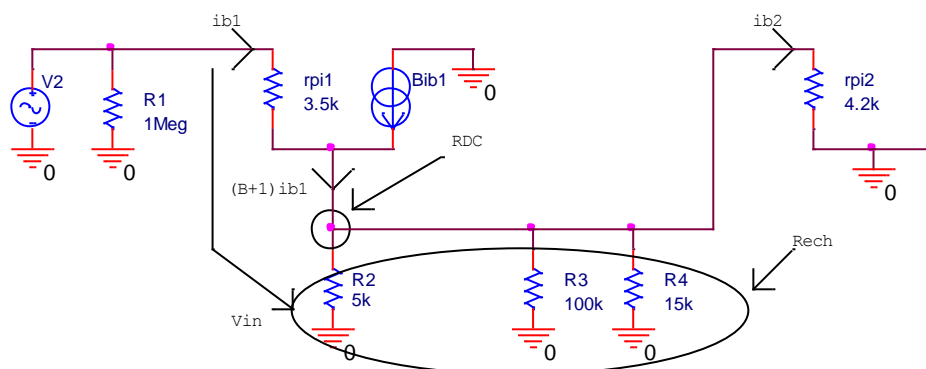 ib1
ib2
V2
R1
1Meg
rpi1
3.5k
Bib1
0
rpi2
4.2k
0
0
0
RDC
(B+1)ib1
Rech
R2
5k
R3
100k
R4
15k
Vin
0
0
0